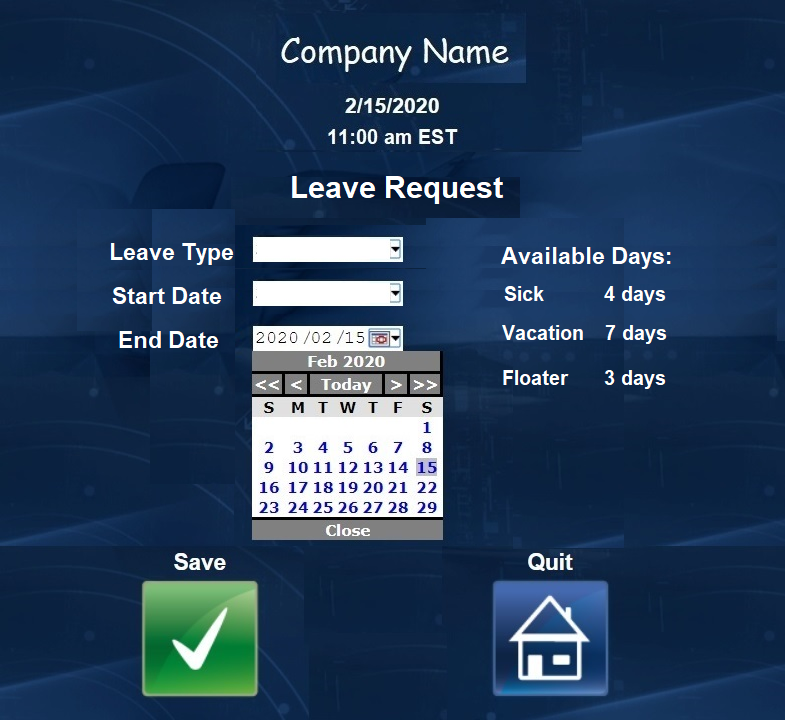 Company Name
2/15/2020
11:00 am EST
Leave Request
Leave Type
Start Date
End Date 2020 /02 /15
Feb 2020
<< < Today > >>
S M T W T F S
1
2 3 4 5 6 7 8
9 10 11 12 13 14 15
16 17 18 19 20 21 22
23 24 25 26 27 28 29
Close
Available Days:
Sick 4 days
Vacation 7 days
Floater 3 days
Save
Quit